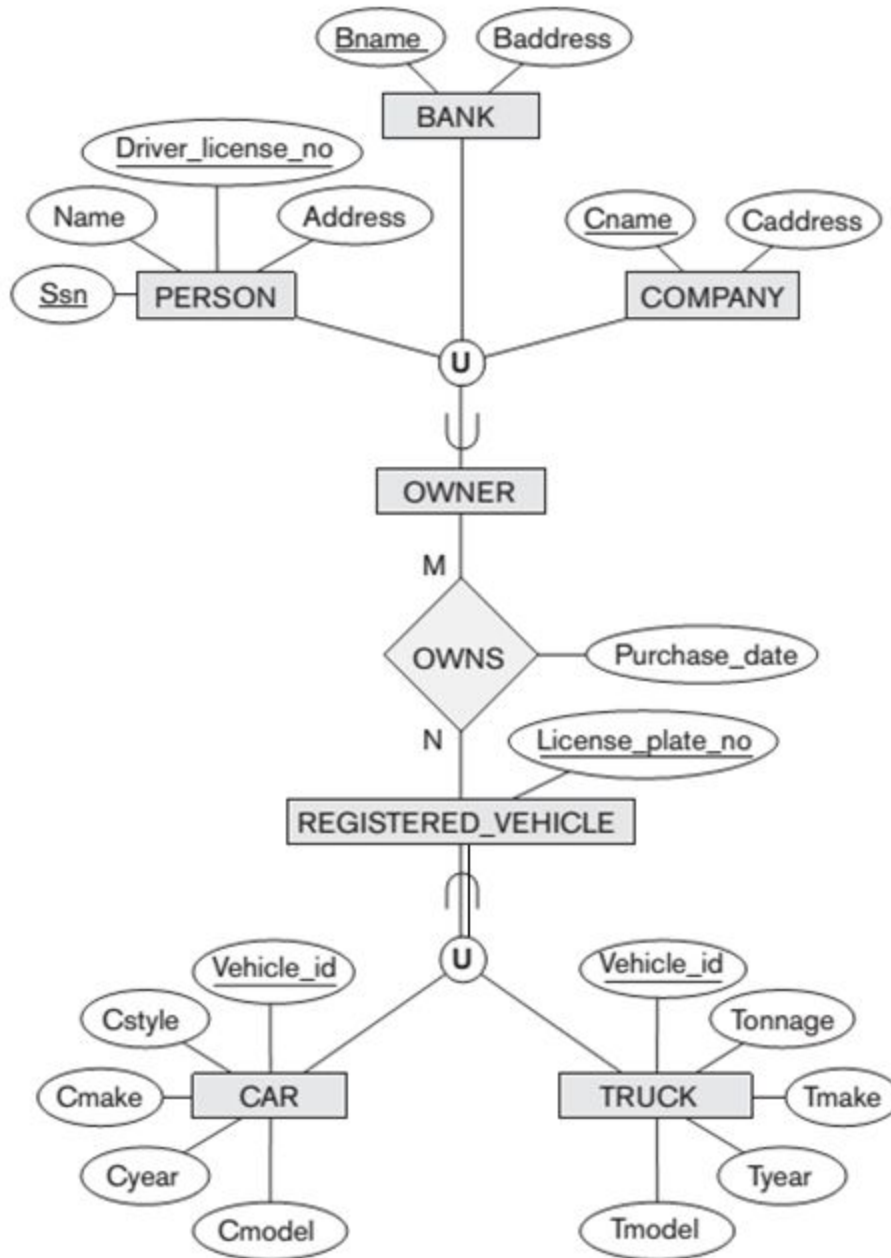 Bname
Baddress
BANK
Driver_license_no
Name
Address
Cname
Caddress
Ssn
PERSON
COMPANY
U
OWNER
M
OWNS
Purchase_date
N
License_plate_no
REGISTERED_VEHICLE
U
Vehicle_id
Vehicle_id
Cstyle
Tonnage
Cmake
CAR
TRUCK
Tmake
Cyear
Tyear
Cmodel
Tmodel